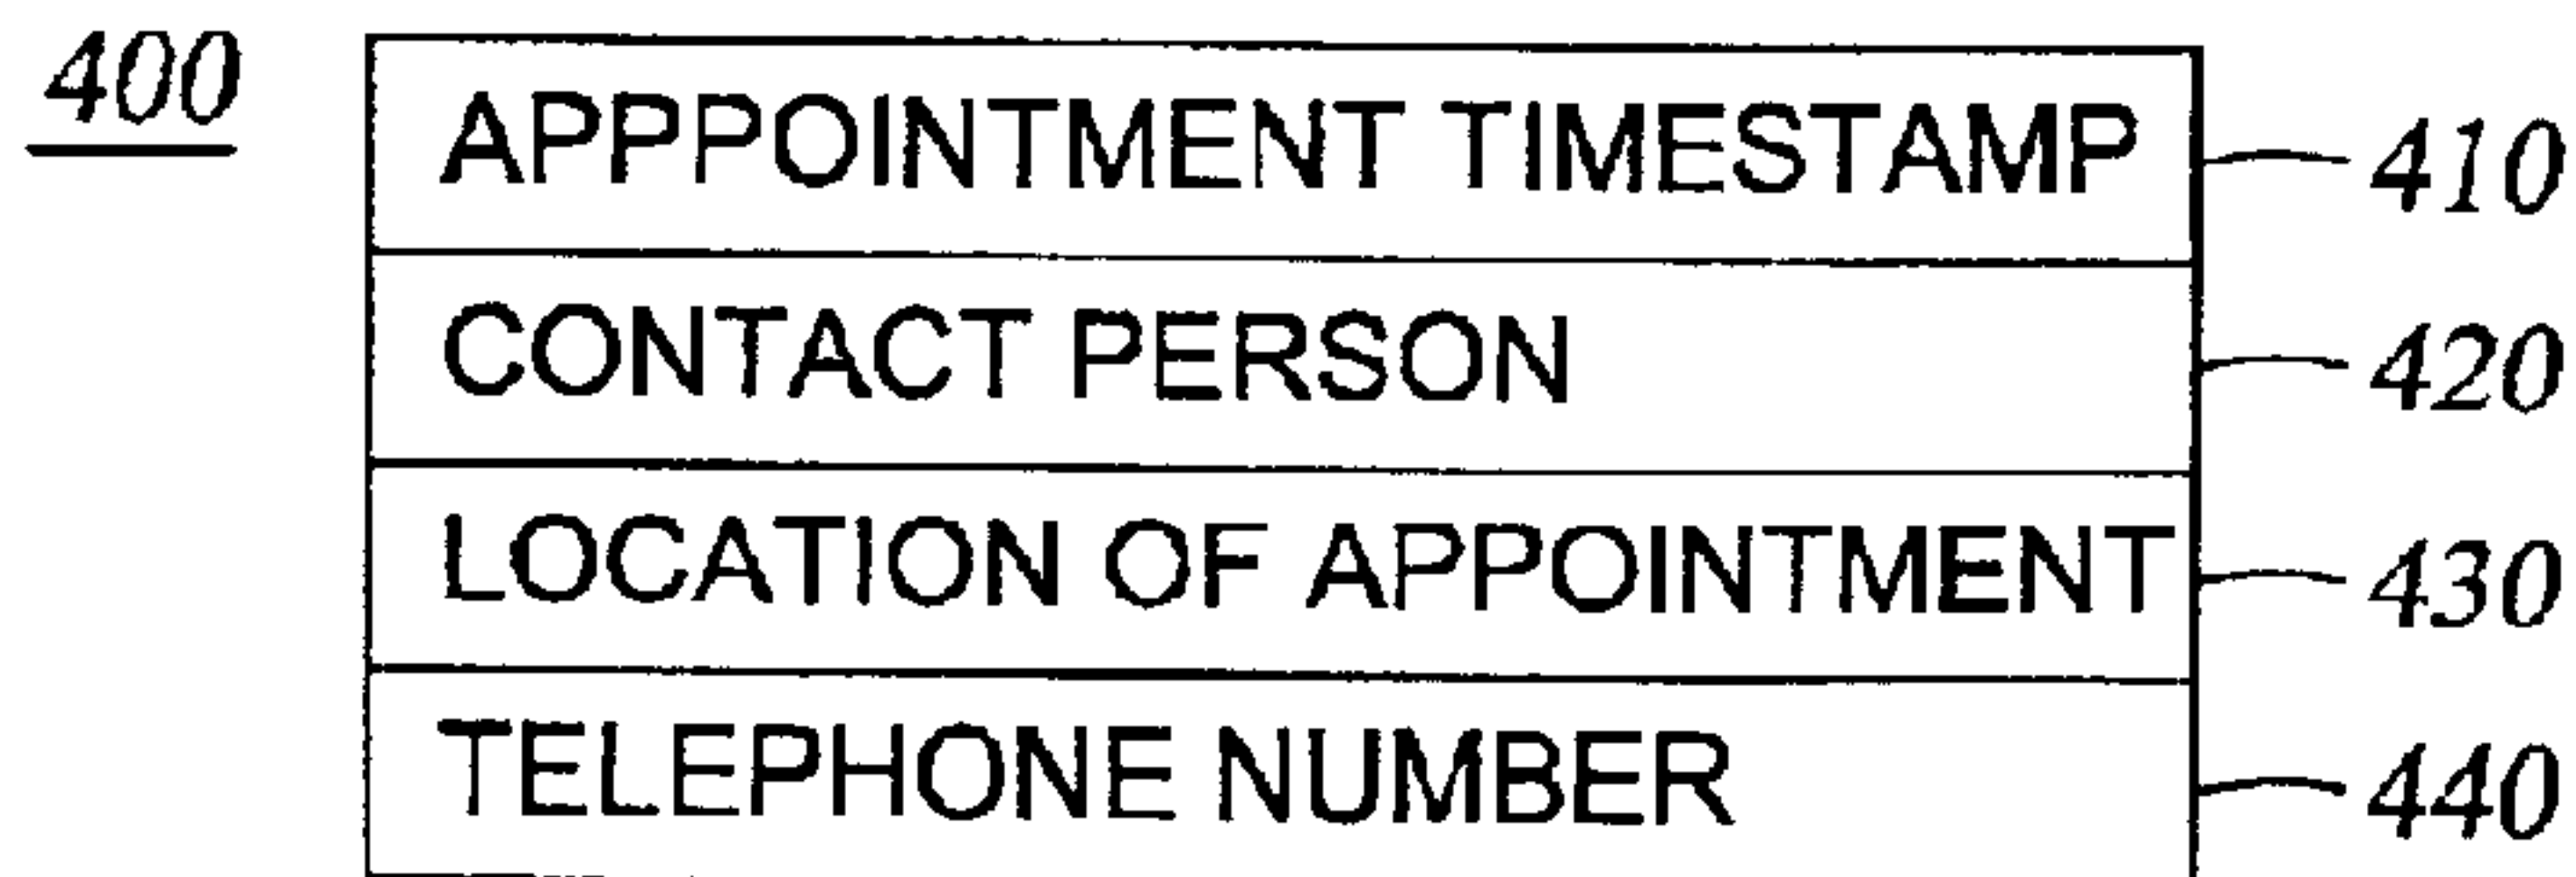 400
APPPOINTMENT TIMESTAMP 410
CONTACT PERSON 420
LOCATION OF APPOINTMENT 430
TELEPHONE NUMBER 440